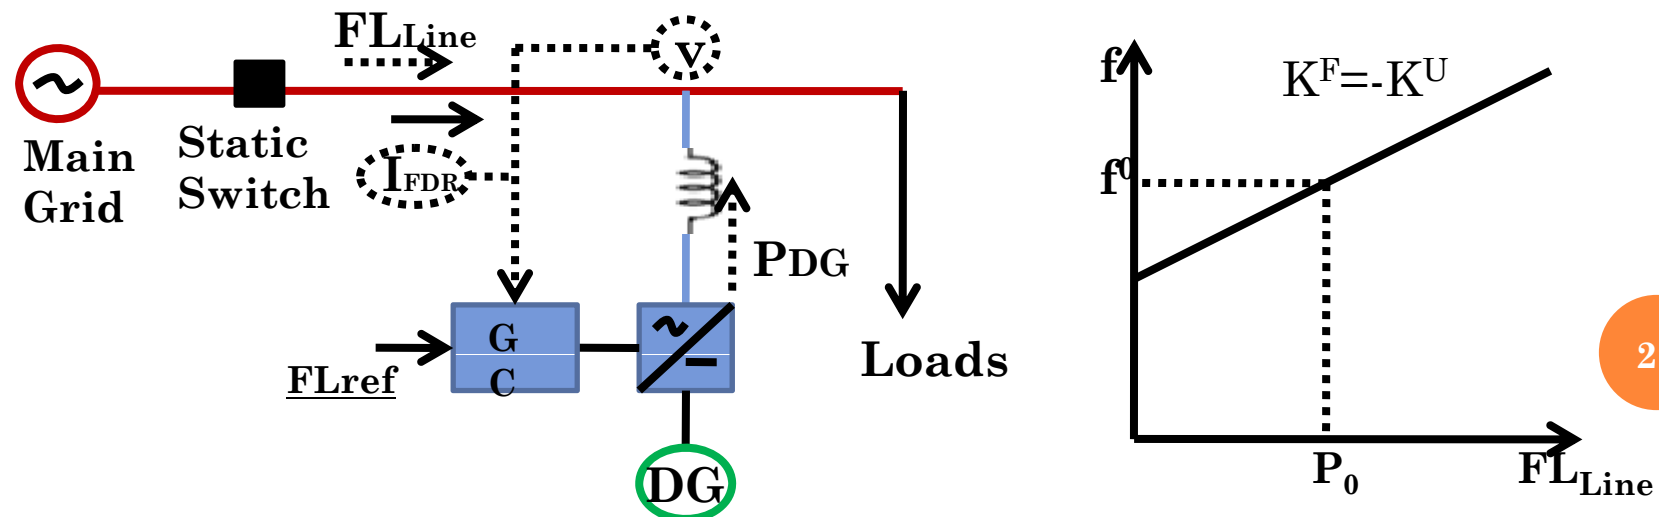 FLLine
v
Main
Grid
Static
Switch
IFDR
PDG
G
C
FLref
Loads
DG
f
KF=-KU
f0
P0
FLLine
2